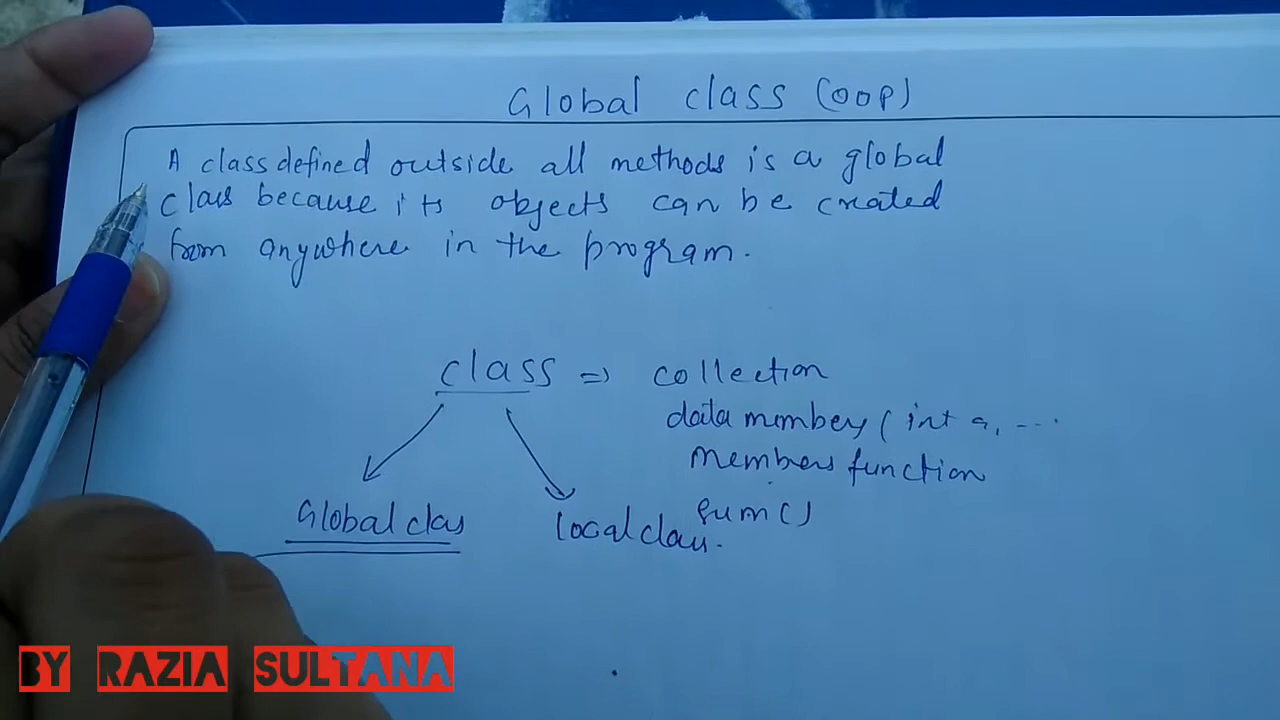 Global class (OOP)
A class defined outside all methods is a global
class because its objects can be created
from anywhere in the program.
class => collection
data members (int a, ....
members function
sum()
Global clas
local class.
BY RAZIA SULTANA